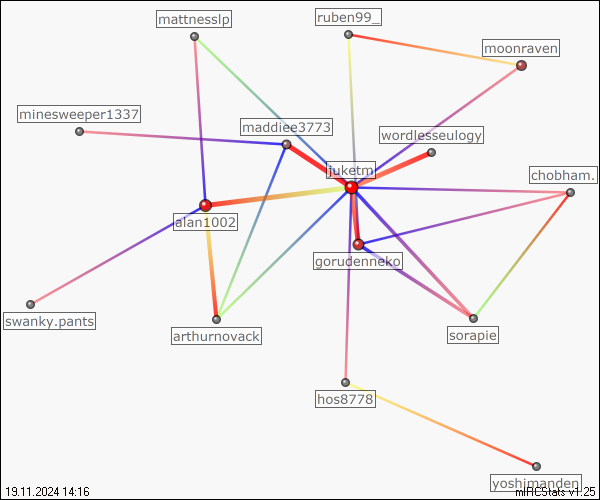 mattnesslp
ruben99_
moonraven
minesweeper1337
maddiee3773
wordlesseulogy
juketm
chobham.
alan1002
gorudenneko
swanky.pants
arthurnovack
sorapie
hos8778
yoshimanden
19.11.2024 14:16
mIRCStats v1.25